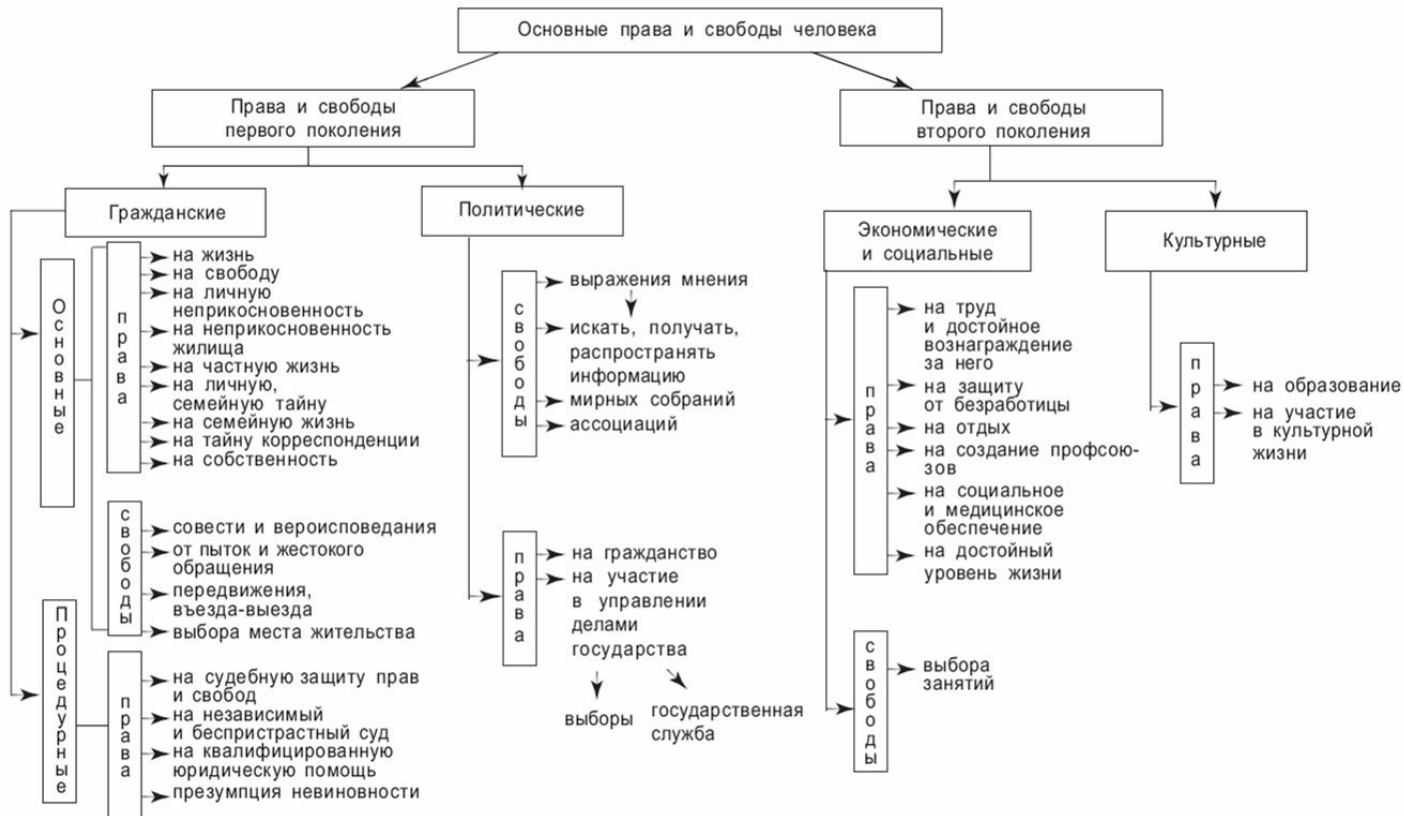 Основные права и свободы человека
Права и свободы
первого поколения
Права и свободы
второго поколения
Гражданские
Политические
Экономические
и социальные
Культурные
Основные
права
на жизнь
на свободу
на личную
неприкосновенность
на неприкосновенность
жилища
на частную жизнь
на личную,
семейную тайну
на семейную жизнь
на тайну корреспонденции
на собственность
свободы
совести и вероисповедания
от пыток и жестокого
обращения
передвижения,
въезда-выезда
выбора места жительства
Процедурные
права
на судебную защиту прав
и свобод
на независимый
и беспристрастный суд
на квалифицированную
юридическую помощь
презумпция невиновности
свободы
выражения мнения
искать, получать,
распространять
информацию
мирных собраний
ассоциаций
права
на гражданство
на участие
в управлении
делами
государства
выборы
государственная
служба
права
на труд
и достойное
вознаграждение
за него
на защиту
от безработицы
на отдых
на создание профсою-
зов
на социальное
и медицинское
обеспечение
на достойный
уровень жизни
свободы
выбора
занятий
права
на образование
на участие
в культурной
жизни